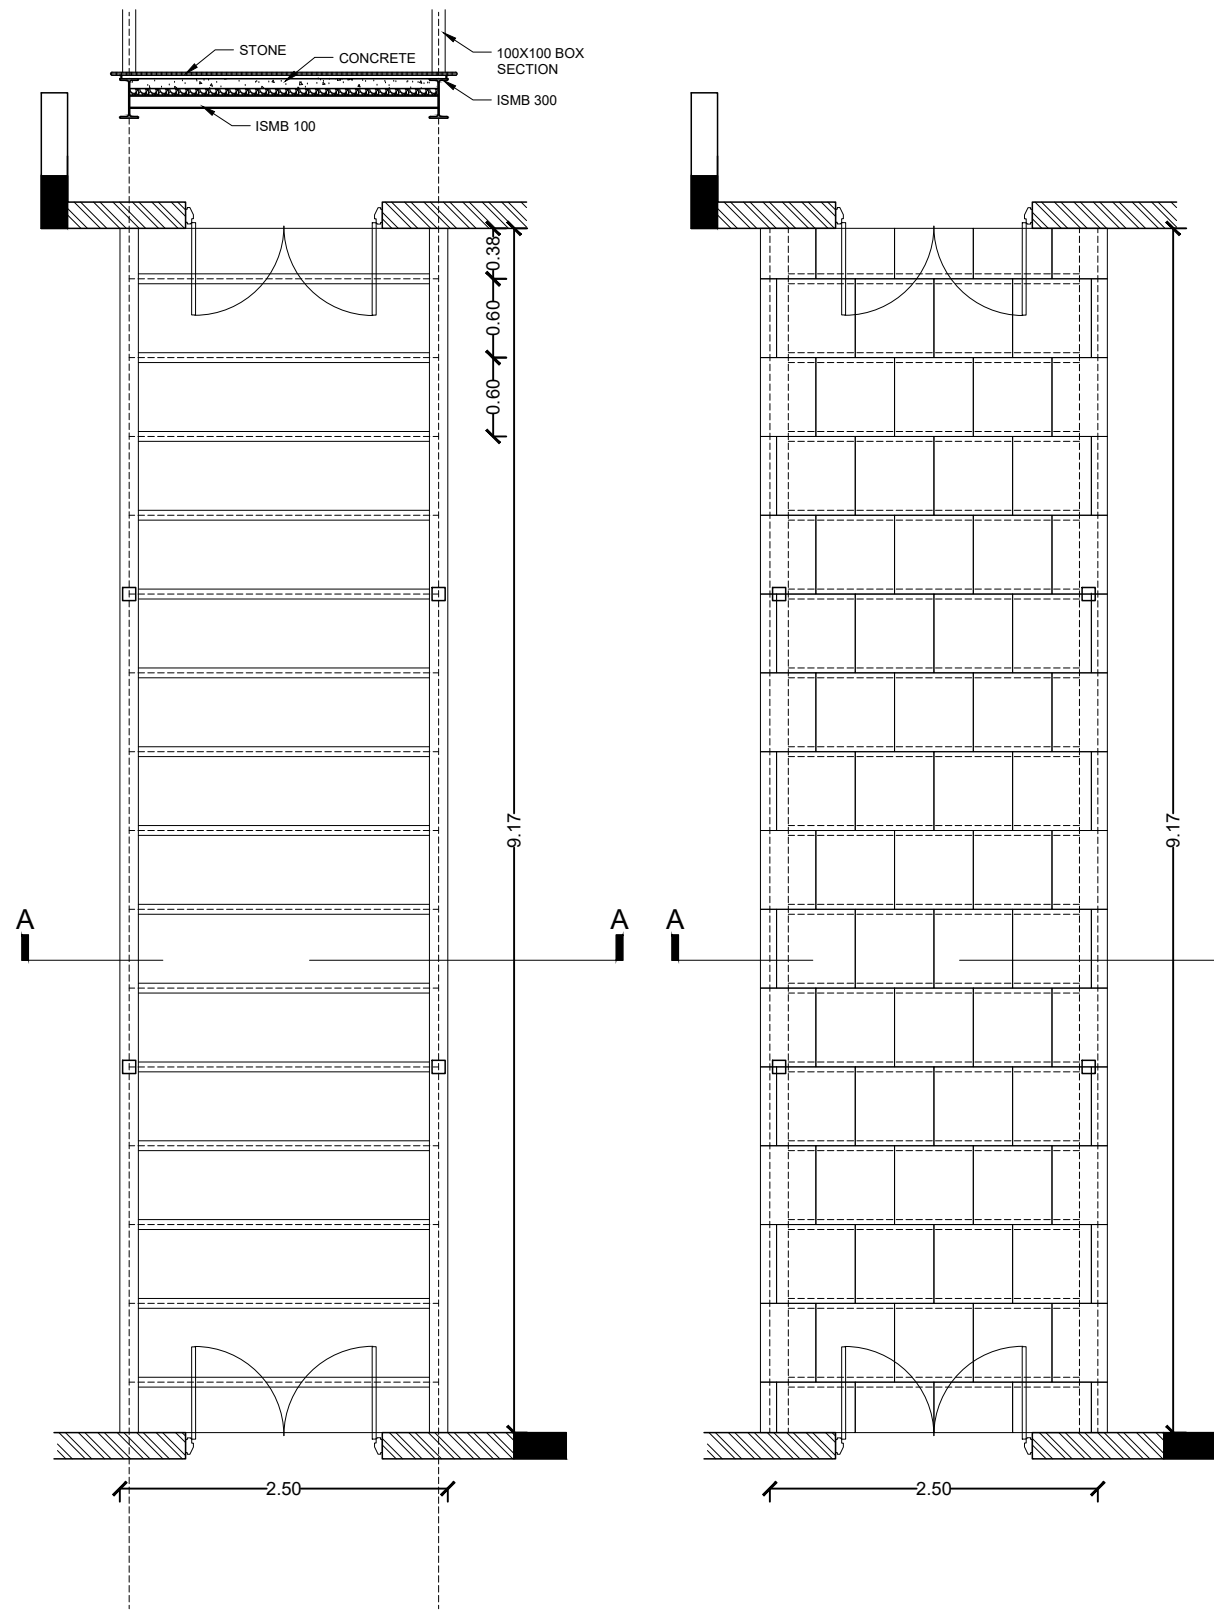 STONE
CONCRETE
100X100 BOX
SECTION
ISMB 300
ISMB 100
0.38
0.60
0.60
9.17
9.17
A
A
A
2.50
2.50